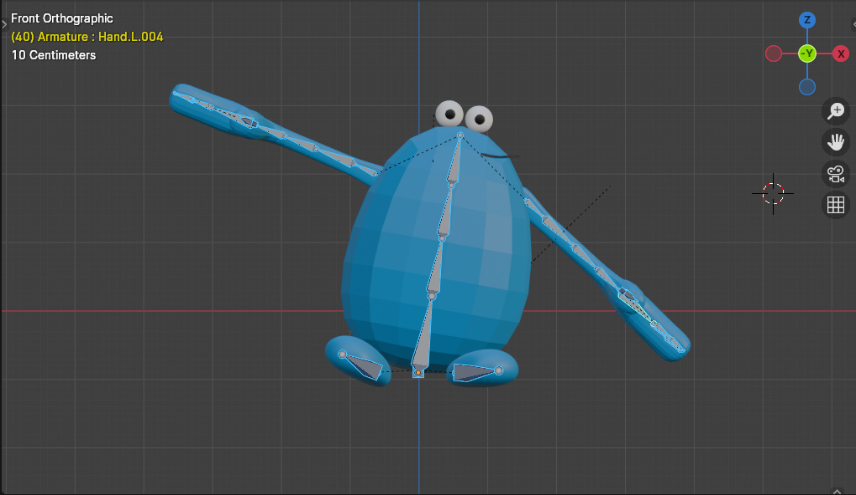 Front Orthographic
(40) Armature : Hand.L.004
10 Centimeters
Z
-Y
X